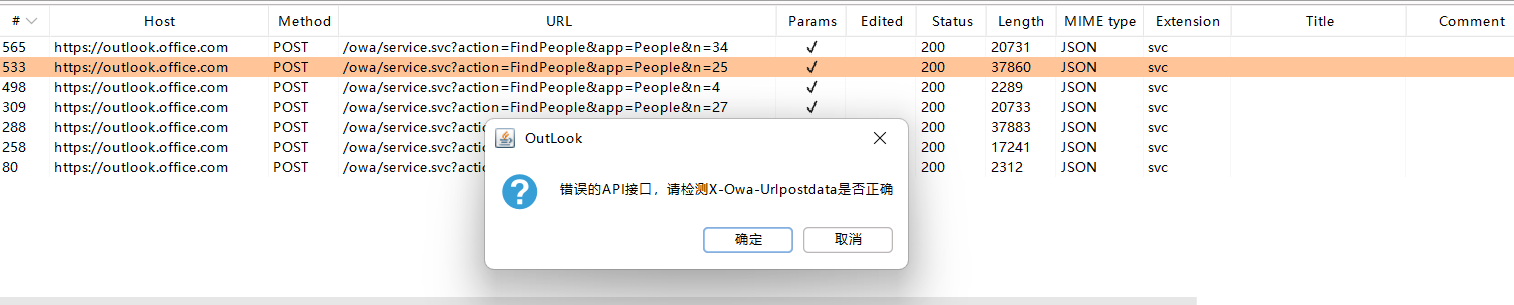 # Host Method URL Params Edited Status Length MIME type Extension Title Comment
565 https://outlook.office.com POST /owa/service.svc?action=FindPeople&app=People&n=34 ✓ 200 20731 JSON svc
533 https://outlook.office.com POST /owa/service.svc?action=FindPeople&app=People&n=25 ✓ 200 37860 JSON svc
498 https://outlook.office.com POST /owa/service.svc?action=FindPeople&app=People&n=4 ✓ 200 2289 JSON svc
309 https://outlook.office.com POST /owa/service.svc?action=FindPeople&app=People&n=27 ✓ 200 20733 JSON svc
288 https://outlook.office.com POST /owa/service.svc?actio 200 37883 JSON svc
258 https://outlook.office.com POST /owa/service.svc?actio 200 17241 JSON svc
80 https://outlook.office.com POST /owa/service.svc?actio 200 2312 JSON svc
OutLook
错误的API接口，请检测X-Owa-Urlpostdata是否正确
确定 取消